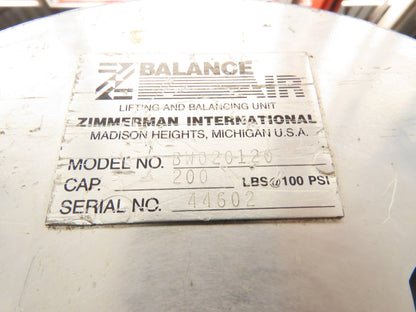 BALANCE
AIR
LIFTING AND BALANCING UNIT
ZIMMERMAN INTERNATIONAL
MADISON HEIGHTS, MICHIGAN U.S.A.
MODEL NO. BW020120
CAP. 200 LBS@100 PSI
SERIAL NO. 44602